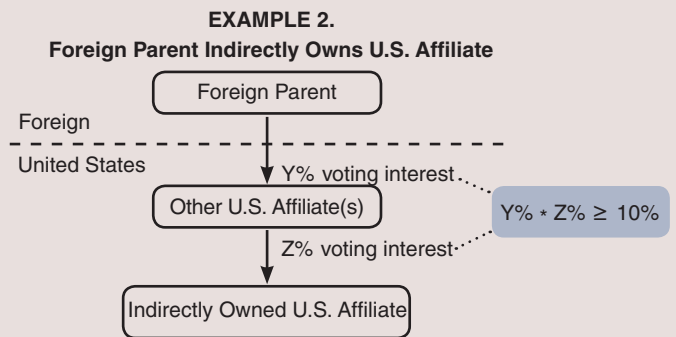 EXAMPLE 2.
Foreign Parent Indirectly Owns U.S. Affiliate
Foreign Parent
Foreign
United States
Y% voting interest
Other U.S. Affiliate(s)
Y% * Z% ≥ 10%
Z% voting interest
Indirectly Owned U.S. Affiliate